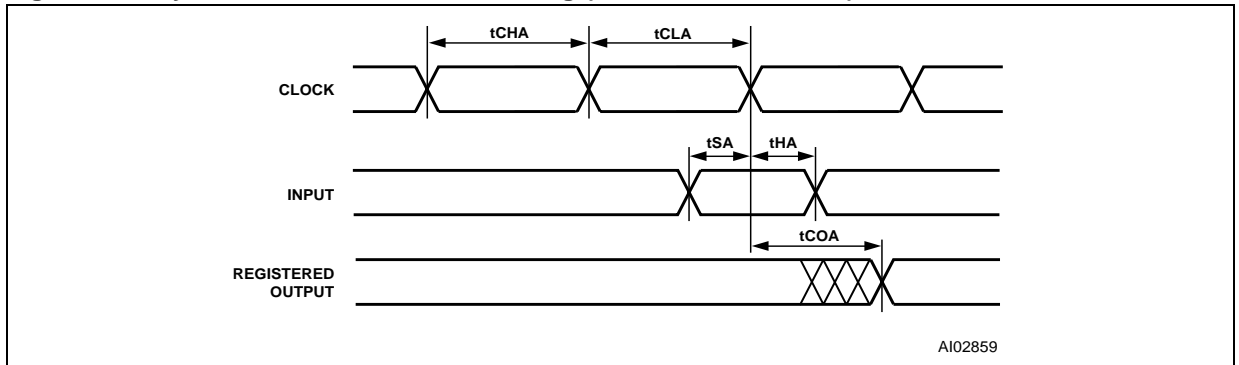 tCHA tCLA
CLOCK
tSA tHA
INPUT
tCOA
REGISTERED
OUTPUT
AI02859